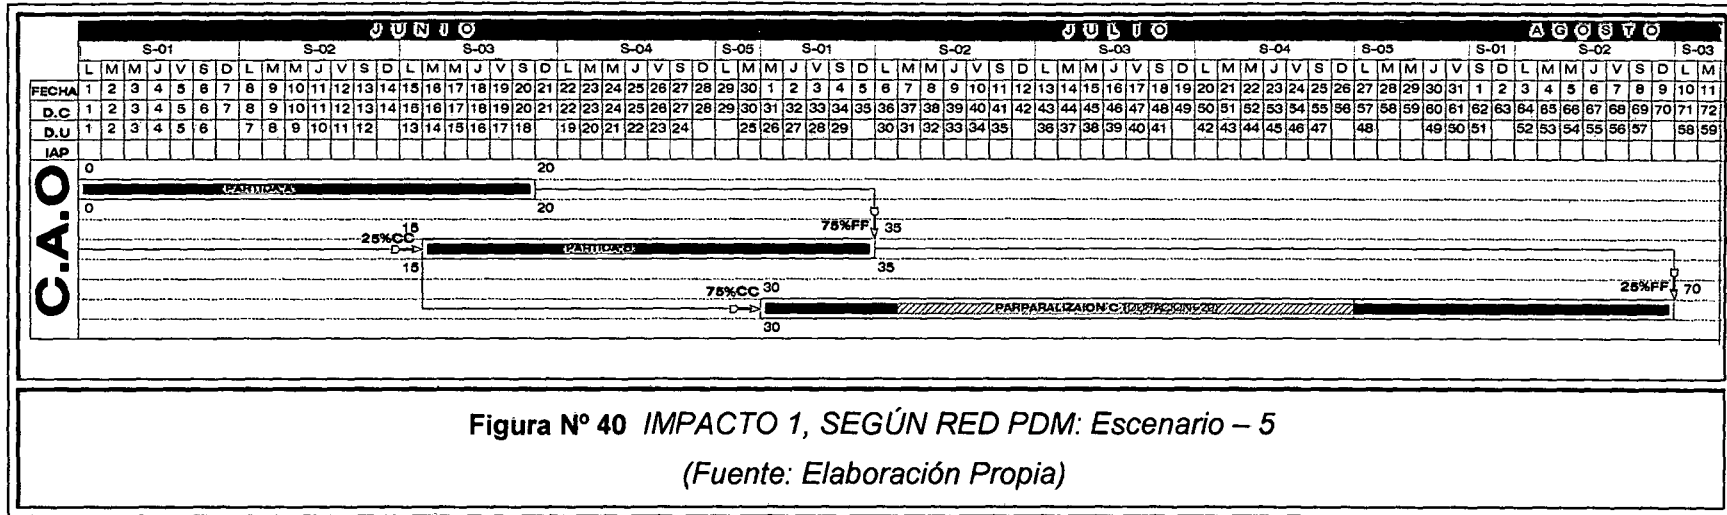 JUNIO JULIO AGOSTO
S-01 S-02 S-03 S-04 S-05 S-01 S-02 S-03 S-04 S-05 S-01 S-02 S-03
L M M J V S D L M M J V S D L M M J V S D L M M J V S D L M M J V S D L M M J V S D L M M J V S D L M M J V S D L M M J V S D L M M J V S D L M
FECHA 1 2 3 4 5 6 7 8 9 10 11 12 13 14 15 16 17 18 19 20 21 22 23 24 25 26 27 28 29 30 1 2 3 4 5 6 7 8 9 10 11 12 13 14 15 16 17 18 19 20 21 22 23 24 25 26 27 28 29 30 31 1 2 3 4 5 6 7 8 9 10 11
D.C 1 2 3 4 5 6 7 8 9 10 11 12 13 14 15 16 17 18 19 20 21 22 23 24 25 26 27 28 29 30 31 32 33 34 35 36 37 38 39 40 41 42 43 44 45 46 47 48 49 50 51 52 53 54 55 56 57 58 59 60 61 62 63 64 65 66 67 68 69 70 71 72
D.U 1 2 3 4 5 6 7 8 9 10 11 12 13 14 15 16 17 18 19 20 21 22 23 24 25 26 27 28 29 30 31 32 33 34 35 36 37 38 39 40 41 42 43 44 45 46 47 48 49 50 51 52 53 54 55 56 57 58 59
IAP
C.A.O
0 20
PARTIDA A
0 20
15 75%FF 35
25%CC
PARTIDA B
15 35
75%CC 30 25%FF 70
PARPARALIZAION C (DURACION=20)
30
Figura Nº 40 IMPACTO 1, SEGÚN RED PDM: Escenario – 5
(Fuente: Elaboración Propia)